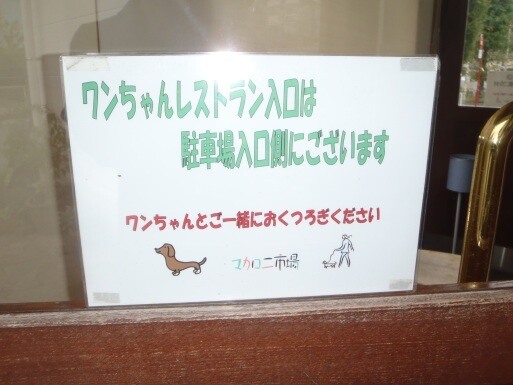 ワンちゃんレストラン入口は
駐車場入口側にございます
ワンちゃんとご一緒におくつろぎください
マカロニ市場